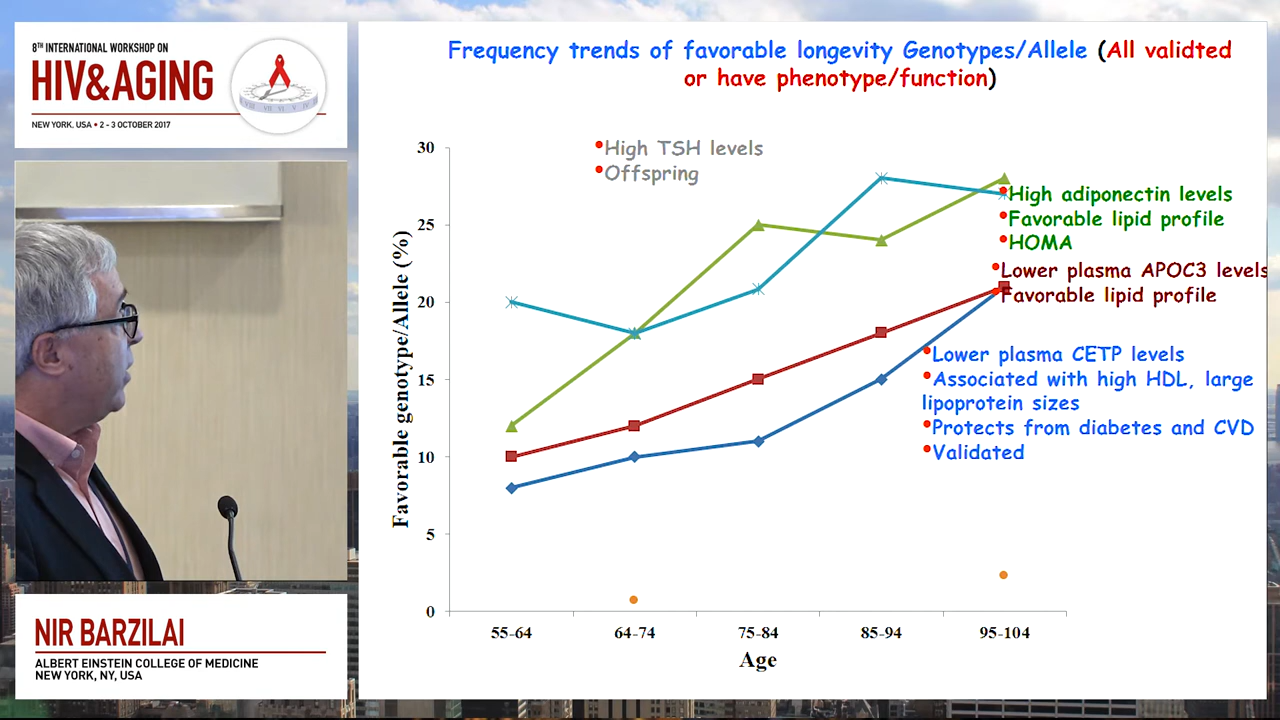 8TH INTERNATIONAL WORKSHOP ON
HIV&AGING
NEW YORK, USA • 2 - 3 OCTOBER 2017
NIR BARZILAI
ALBERT EINSTEIN COLLEGE OF MEDICINE
NEW YORK, NY, USA
Frequency trends of favorable longevity Genotypes/Allele (All validted
or have phenotype/function)
•High TSH levels
•Offspring
•High adiponectin levels
•Favorable lipid profile
•HOMA
•Lower plasma APOC3 levels
•Favorable lipid profile
•Lower plasma CETP levels
•Associated with high HDL, large
lipoprotein sizes
•Protects from diabetes and CVD
•Validated
Favorable genotype/Allele (%)
30
25
20
15
10
5
0
55-64 64-74 75-84 85-94 95-104
Age